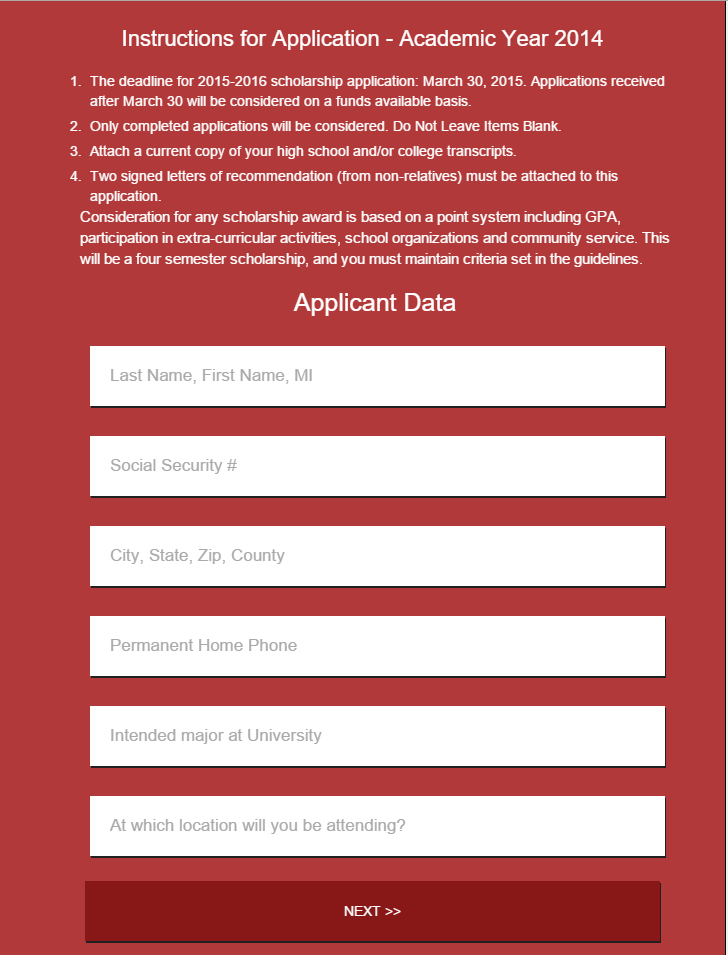 Instructions for Application - Academic Year 2014
1. The deadline for 2015-2016 scholarship application: March 30, 2015. Applications received
after March 30 will be considered on a funds available basis.
2. Only completed applications will be considered. Do Not Leave Items Blank.
3. Attach a current copy of your high school and/or college transcripts.
4. Two signed letters of recommendation (from non-relatives) must be attached to this
application.
Consideration for any scholarship award is based on a point system including GPA,
participation in extra-curricular activities, school organizations and community service. This
will be a four semester scholarship, and you must maintain criteria set in the guidelines.
Applicant Data
Last Name, First Name, MI
Social Security #
City, State, Zip, County
Permanent Home Phone
Intended major at University
At which location will you be attending?
NEXT >>